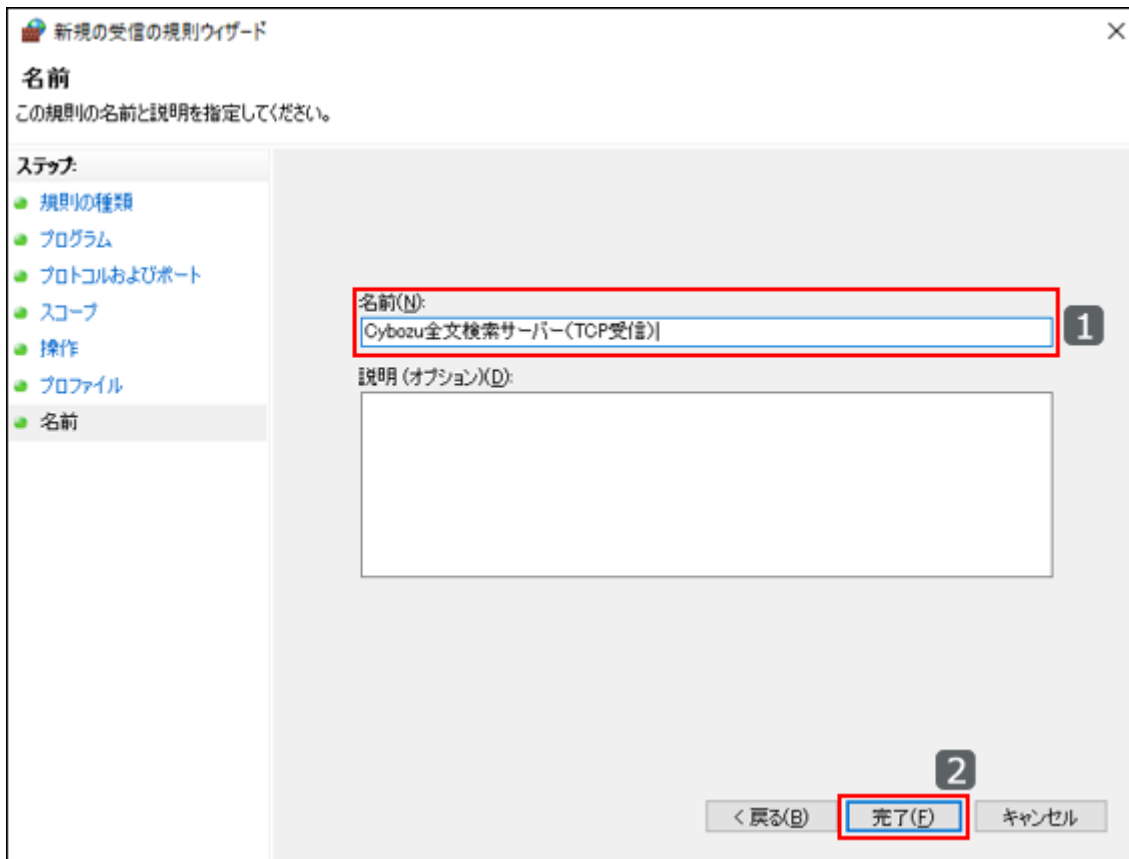 新規の受信の規則ウィザード
名前
この規則の名前と説明を指定してください。
ステップ:
規則の種類
プログラム
プロトコルおよびポート
スコープ
操作
プロファイル
名前
名前(N):
Cybozu全文検索サーバー(TCP受信)
1
説明 (オプション)(D):
2
< 戻る(B)
完了(F)
キャンセル